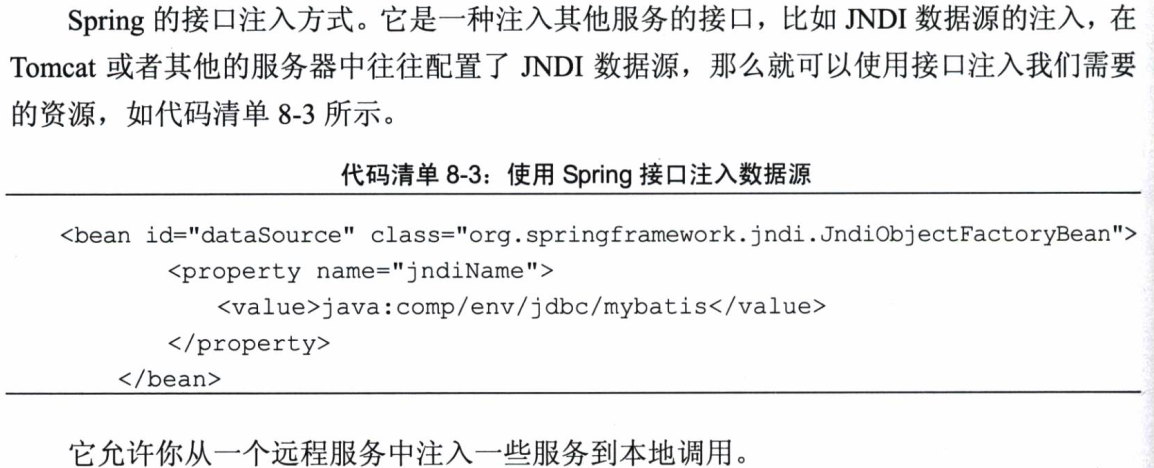 Spring 的接口注入方式。它是一种注入其他服务的接口，比如 JNDI 数据源的注入，在
Tomcat 或者其他的服务器中往往配置了 JNDI 数据源，那么就可以使用接口注入我们需要
的资源，如代码清单 8-3 所示。
代码清单 8-3：使用 Spring 接口注入数据源
<bean id="dataSource" class="org.springframework.jndi.JndiObjectFactoryBean">
<property name="jndiName">
<value>java:comp/env/jdbc/mybatis</value>
</property>
</bean>
它允许你从一个远程服务中注入一些服务到本地调用。